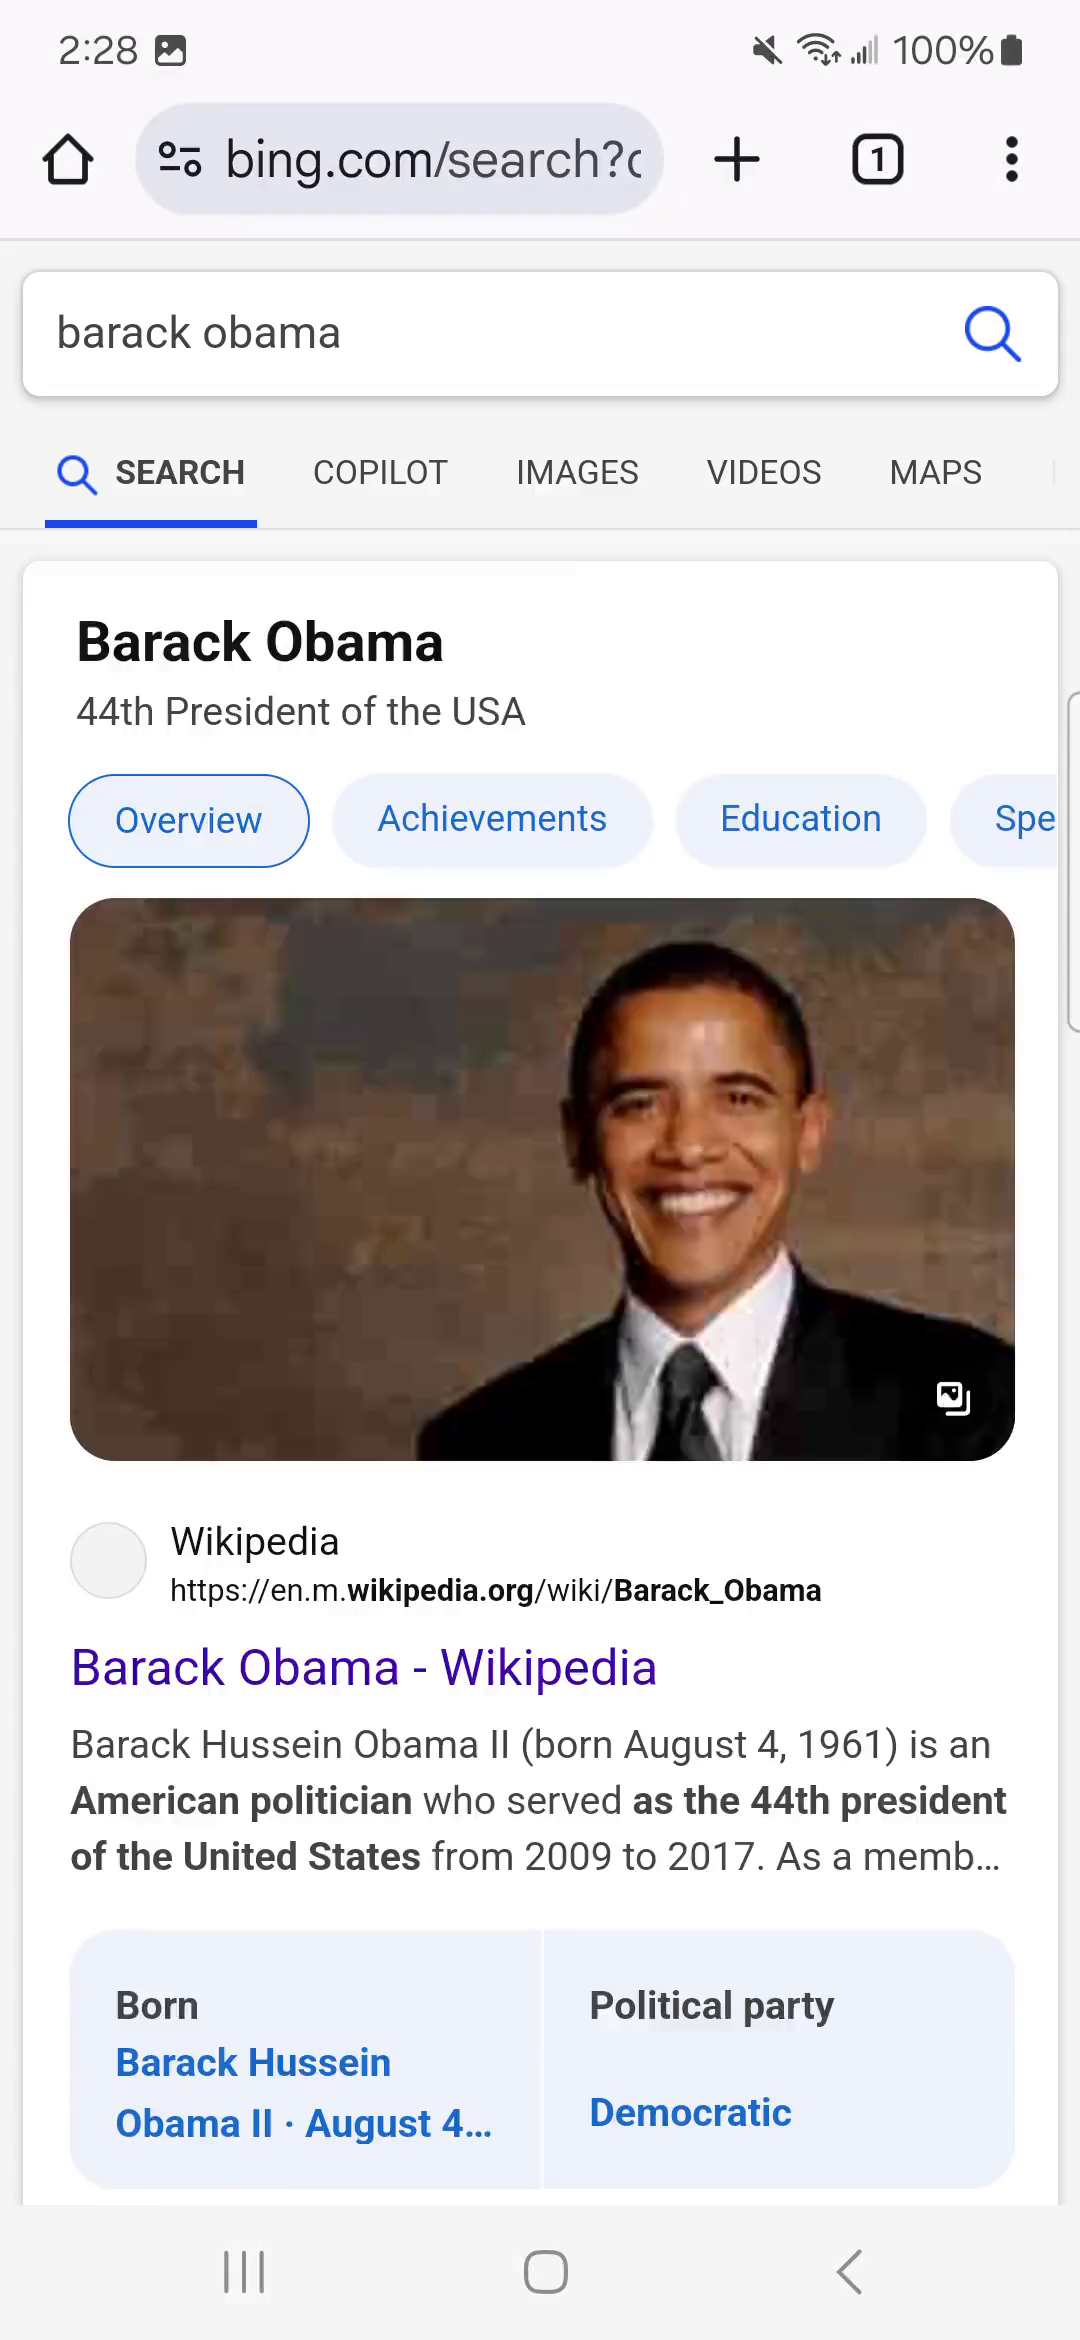 2:28
100%
bing.com/search?
1
barack obama
SEARCH COPILOT IMAGES VIDEOS MAPS
Barack Obama
44th President of the USA
Overview Achievements Education Spe
Wikipedia
https://en.m.wikipedia.org/wiki/Barack_Obama
Barack Obama - Wikipedia
Barack Hussein Obama II (born August 4, 1961) is an
American politician who served as the 44th president
of the United States from 2009 to 2017. As a memb...
Born
Barack Hussein
Obama II · August 4...
Political party
Democratic